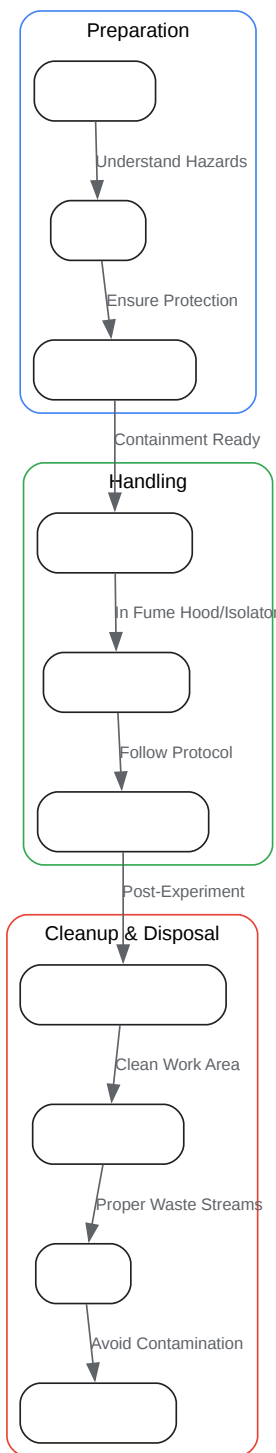 Preparation
Understand Hazards
Ensure Protection
Containment Ready
Handling
In Fume Hood/Isolator
Follow Protocol
Post-Experiment
Cleanup & Disposal
Clean Work Area
Proper Waste Streams
Avoid Contamination